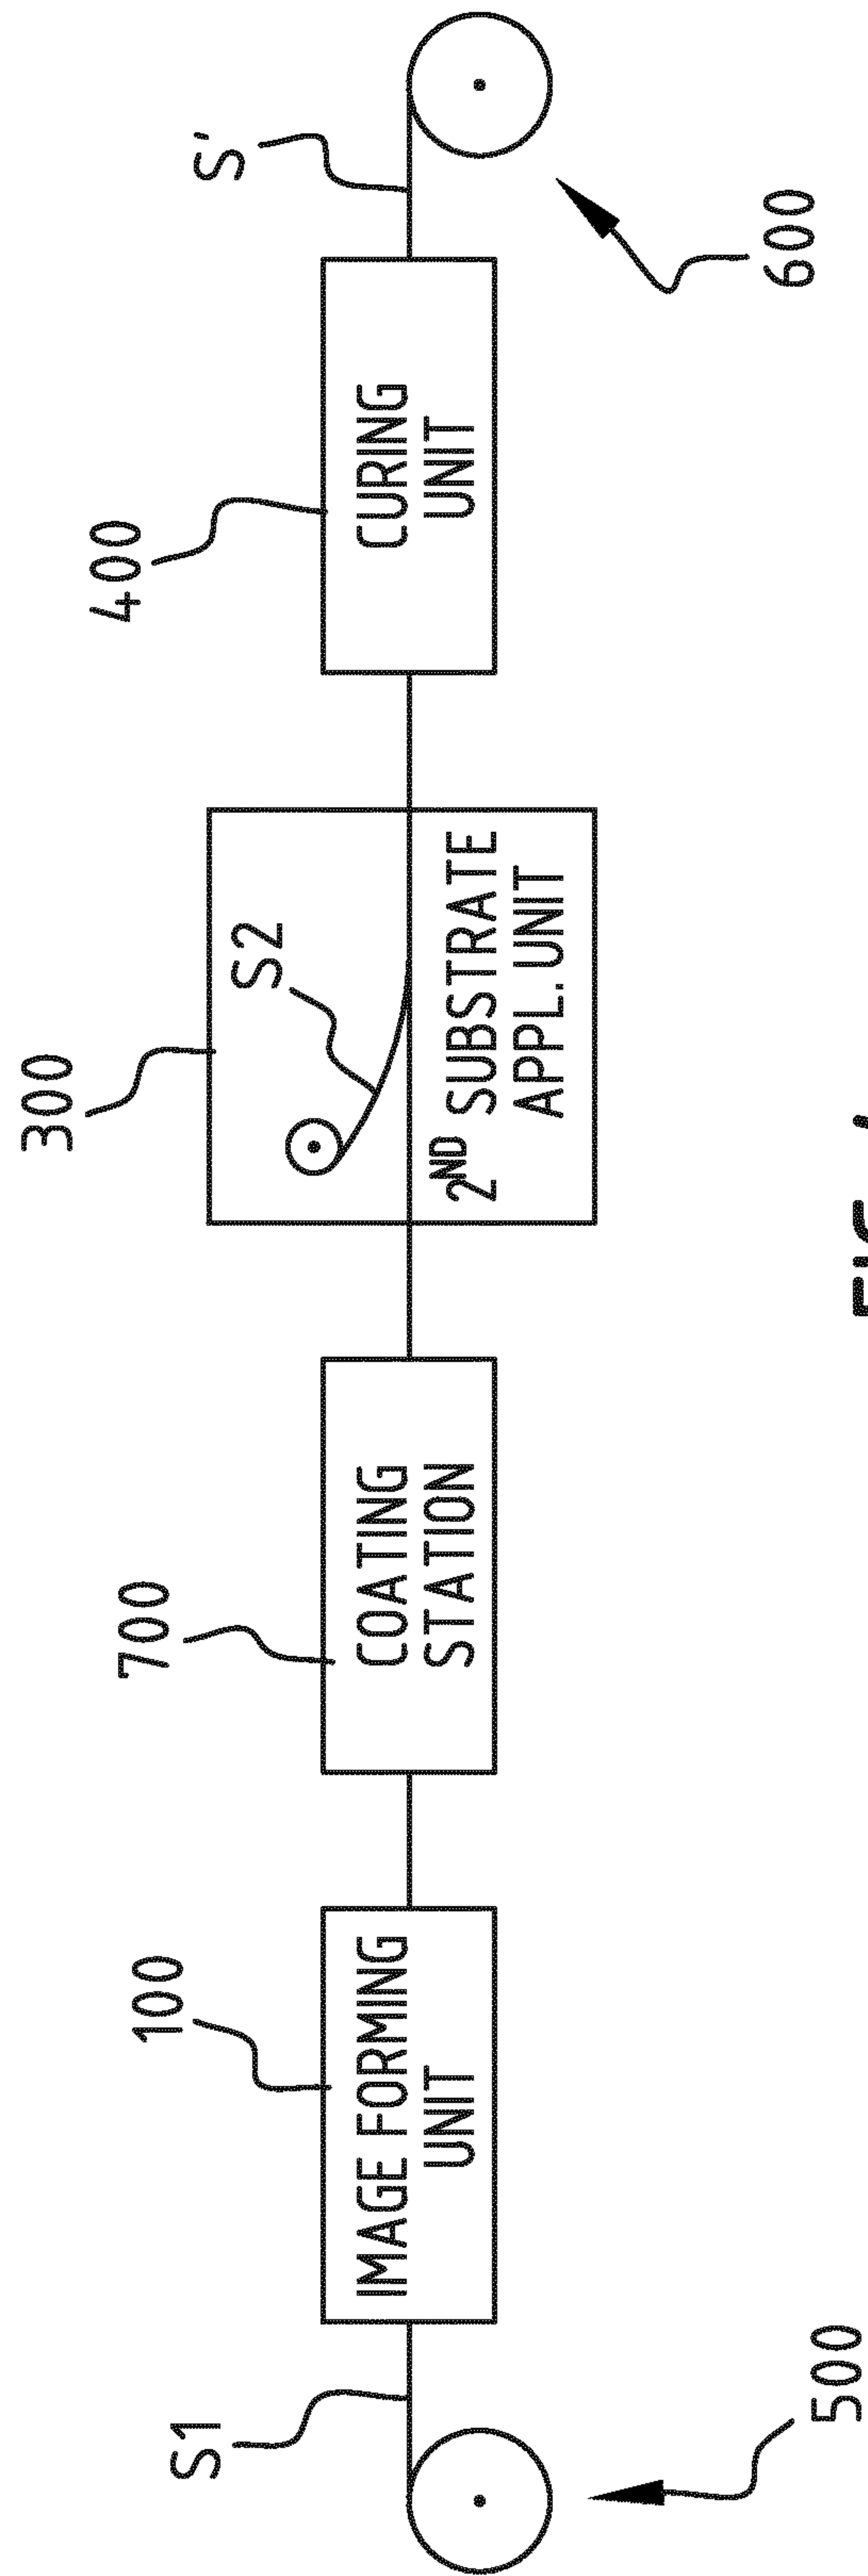 S1
500
100
IMAGE FORMING
UNIT
700
COATING
STATION
300
S2
2ND SUBSTRATE
APPL. UNIT
400
CURING
UNIT
S'
600